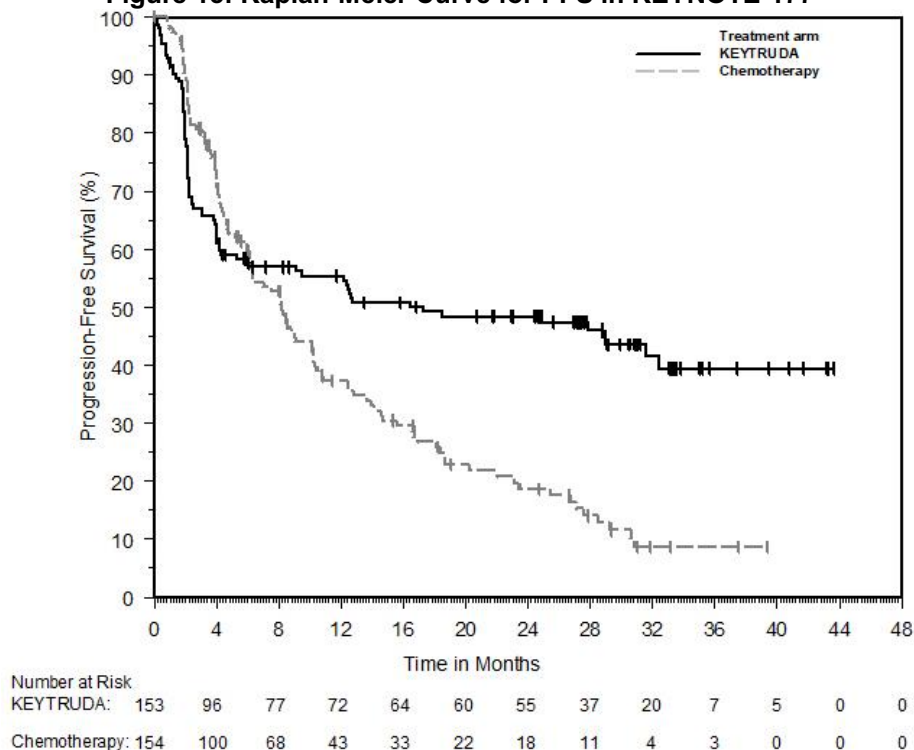 Figure Kaplan-Meier Curve for PFS in KEYNOTE-177
Treatment arm
KEYTRUDA
Chemotherapy
Progression-Free Survival (%)
100
90
80
70
60
50
40
30
20
10
0
0 4 8 12 16 20 24 28 32 36 40 44 48
Time in Months
Number at Risk
KEYTRUDA: 153 96 77 72 64 60 55 37 20 7 5 0 0
Chemotherapy: 154 100 68 43 33 22 18 11 4 3 0 0 0